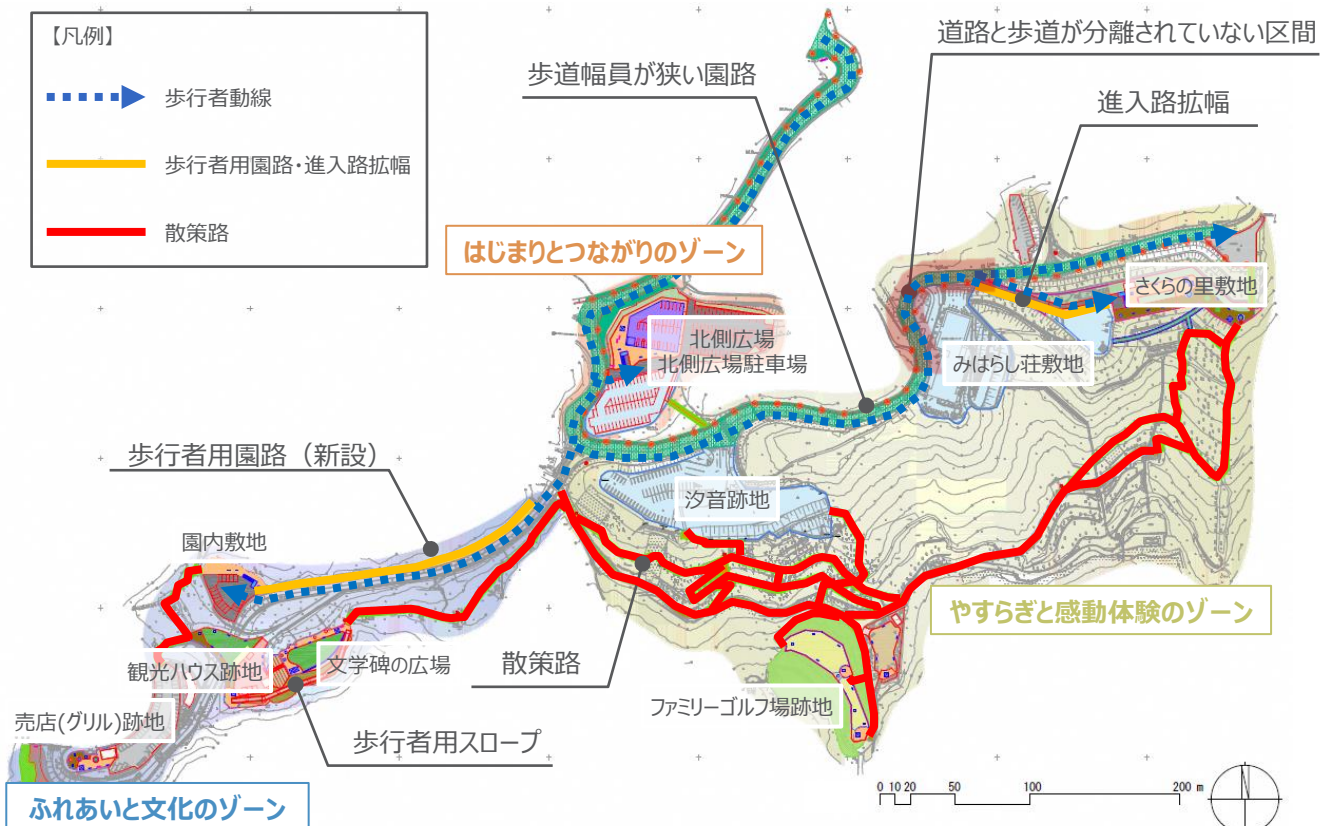 【凡例】
歩行者動線
歩行者用園路・進入路拡幅
散策路
道路と歩道が分離されていない区間
歩道幅員が狭い園路
進入路拡幅
はじまりとつながりのゾーン
さくらの里敷地
北側広場
北側広場駐車場
みはらし荘敷地
歩行者用園路（新設）
汐音跡地
園内敷地
やすらぎと感動体験のゾーン
観光ハウス跡地
文学碑の広場
散策路
ファミリーゴルフ場跡地
売店(グリル)跡地
歩行者用スロープ
ふれあいと文化のゾーン
0 10 20 50 100 200 m